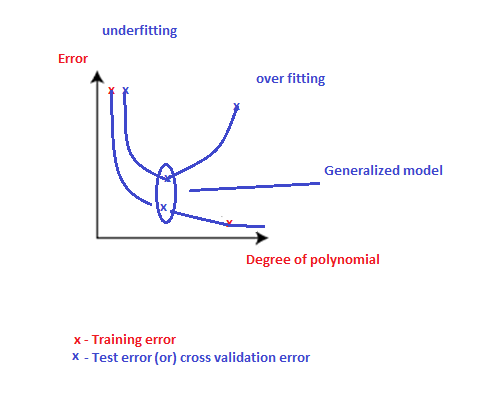 underfitting
Error
over fitting
x x
x
Generalized model
x
x
x
Degree of polynomial
x - Training error
x - Test error (or) cross validation error